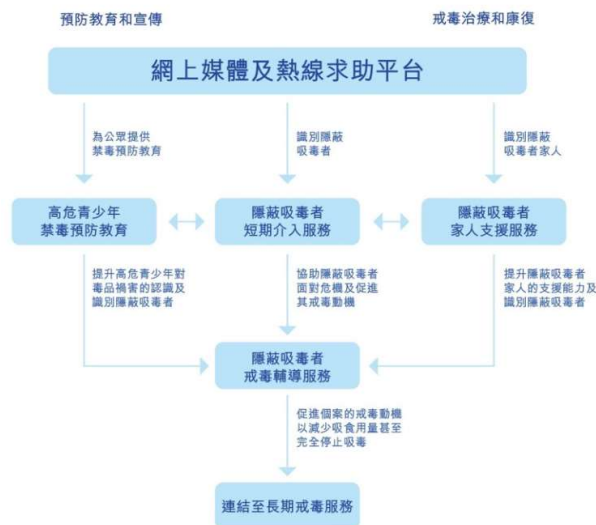 預防教育和宣傳
戒毒治療和康復
網上媒體及熱線求助平台
為公眾提供
禁毒預防教育
識別隱蔽
吸毒者
識別隱蔽
吸毒者家人
高危青少年
禁毒預防教育
隱蔽吸毒者
短期介入服務
隱蔽吸毒者
家人支援服務
提升高危青少年對
毒品禍害的認識及
識別隱蔽吸毒者
協助隱蔽吸毒者
面對危機及促進
其戒毒動機
提升隱蔽吸毒者
家人的支援能力及
識別隱蔽吸毒者
隱蔽吸毒者
戒毒輔導服務
促進個案的戒毒動機
以減少吸食用量甚至
完全停止吸毒
連結至長期戒毒服務